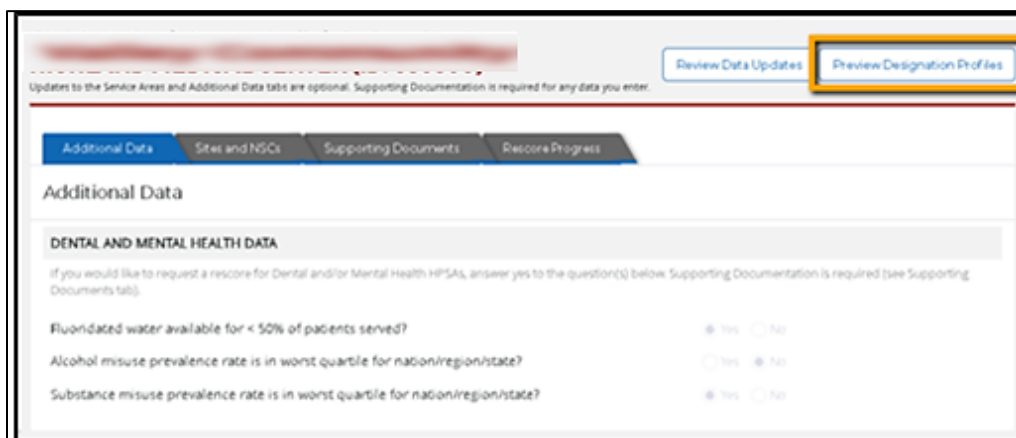 Review Data Updates
Preview Designation Profiles
Updates to the Service Areas and Additional Data tabs are optional. Supporting Documentation is required for any data you enter.
Additional Data
Sites and NSCs
Supporting Documents
Rescore Progress
Additional Data
DENTAL AND MENTAL HEALTH DATA
If you would like to request a rescore for Dental and/or Mental Health HPSAs, answer yes to the question(s) below. Supporting Documentation is required (see Supporting
Documents tab).
Fluoridated water available for < 50% of patients served? Yes No
Alcohol misuse prevalence rate is in worst quartile for nation/region/state? Yes No
Substance misuse prevalence rate is in worst quartile for nation/region/state? Yes No